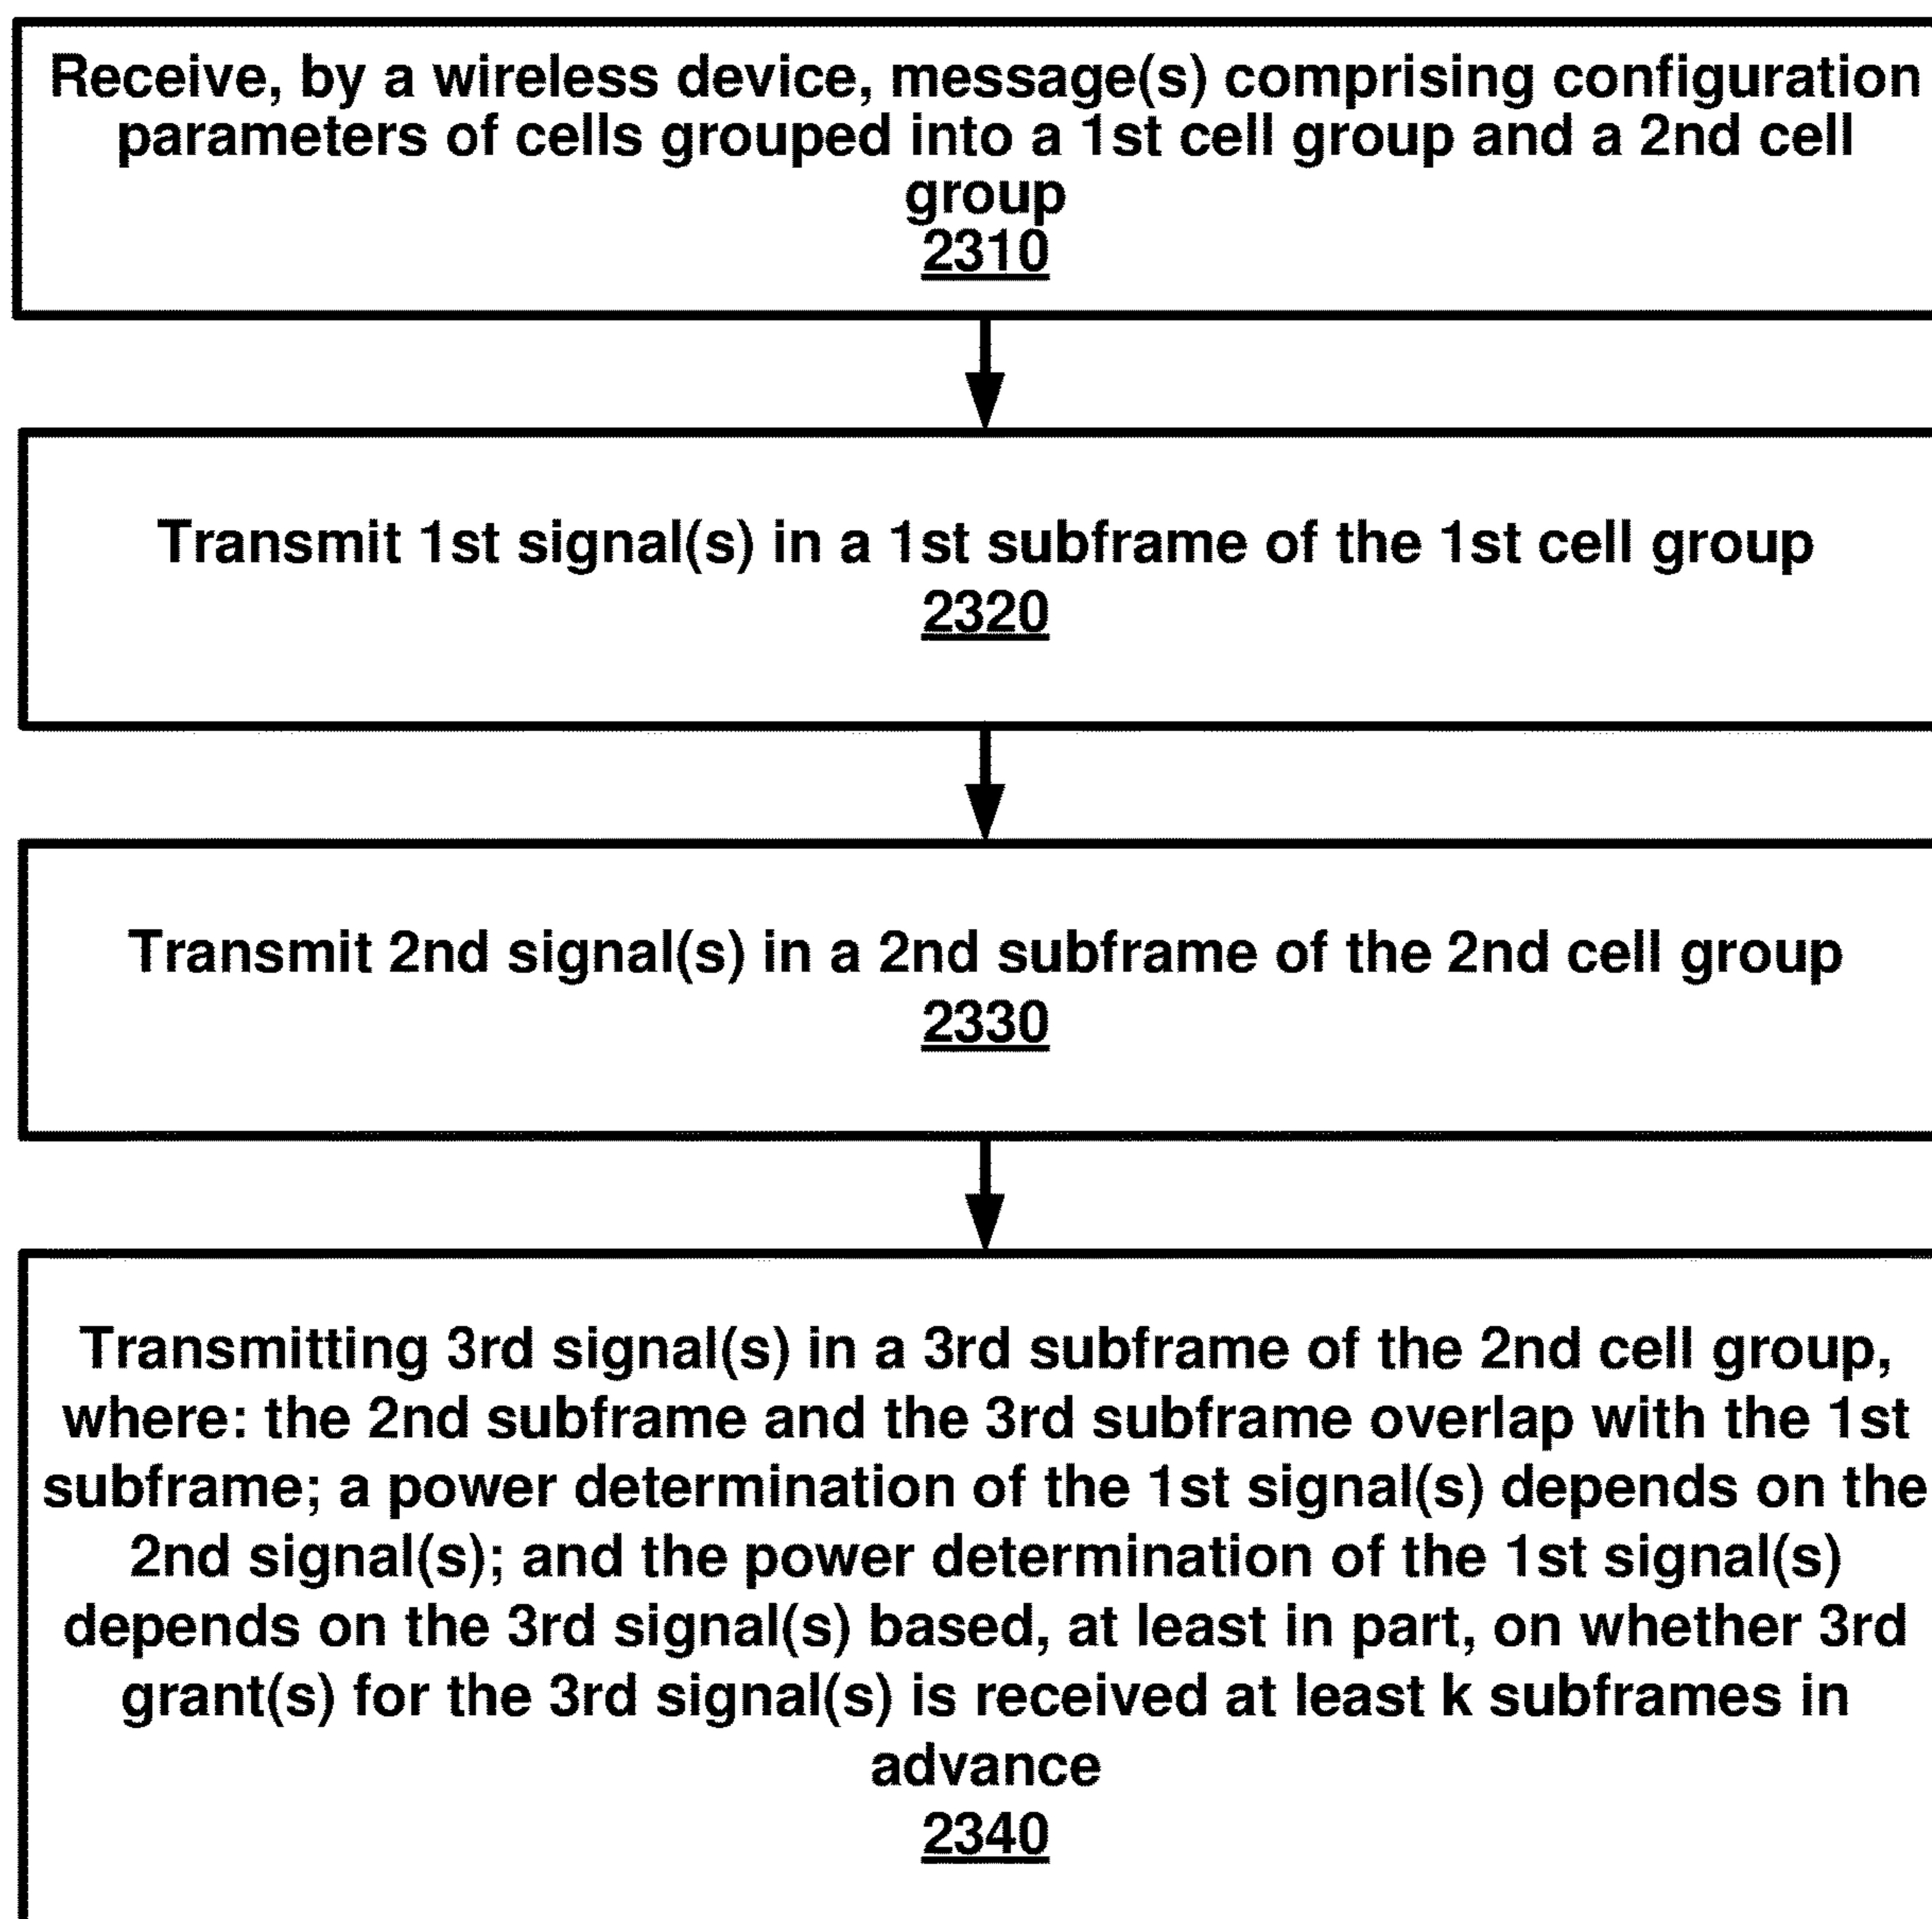 Receive, by a wireless device, message(s) comprising configuration
parameters of cells grouped into a 1st cell group and a 2nd cell
group
2310
Transmit 1st signal(s) in a 1st subframe of the 1st cell group
2320
Transmit 2nd signal(s) in a 2nd subframe of the 2nd cell group
2330
Transmitting 3rd signal(s) in a 3rd subframe of the 2nd cell group,
where: the 2nd subframe and the 3rd subframe overlap with the 1st
subframe; a power determination of the 1st signal(s) depends on the
2nd signal(s); and the power determination of the 1st signal(s)
depends on the 3rd signal(s) based, at least in part, on whether 3rd
grant(s) for the 3rd signal(s) is received at least k subframes in
advance
2340